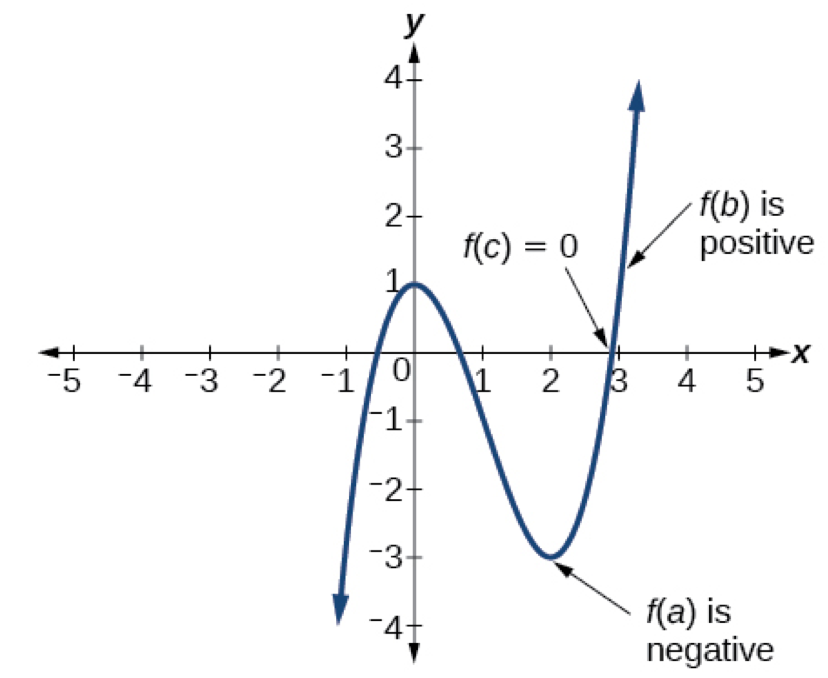 y
4
3
2
f(b) is
positive
f(c) = 0
1
x
-5 -4 -3 -2 -1 0 1 2 3 4 5
-1
-2
-3
f(a) is
negative
-4